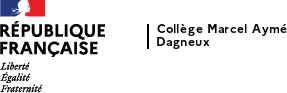 RÉPUBLIQUE
FRANÇAISE
Liberté
Égalité
Fraternité
Collège Marcel Aymé
Dagneux